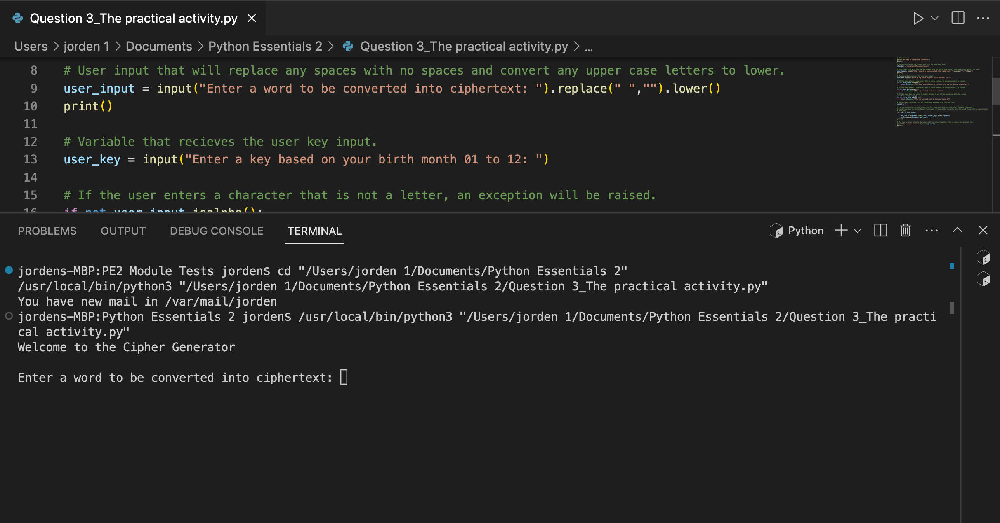 Question 3_The practical activity.py
Users > jorden 1 > Documents > Python Essentials 2 > Question 3_The practical activity.py > ...
8 # User input that will replace any spaces with no spaces and convert any upper case letters to lower.
9 user_input = input("Enter a word to be converted into ciphertext: ").replace(" ","").lower()
10 print()
11
12 # Variable that recieves the user key input.
13 user_key = input("Enter a key based on your birth month 01 to 12: ")
14
15 # If the user enters a character that is not a letter, an exception will be raised.
16 if not user_input.isalpha():
PROBLEMS OUTPUT DEBUG CONSOLE TERMINAL Python
jordens-MBP:PE2 Module Tests jorden$ cd "/Users/jorden 1/Documents/Python Essentials 2"
/usr/local/bin/python3 "/Users/jorden 1/Documents/Python Essentials 2/Question 3_The practical activity.py"
You have new mail in /var/mail/jorden
jordens-MBP:Python Essentials 2 jorden$ /usr/local/bin/python3 "/Users/jorden 1/Documents/Python Essentials 2/Question 3_The practi
cal activity.py"
Welcome to the Cipher Generator
Enter a word to be converted into ciphertext: